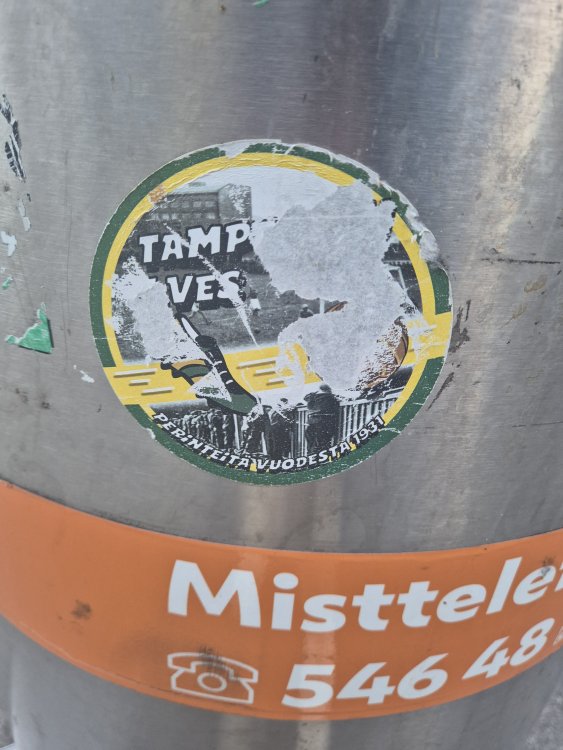 TAMP
VES
PERINTEITÄ VUODESTA 1931
Misttele
546 48